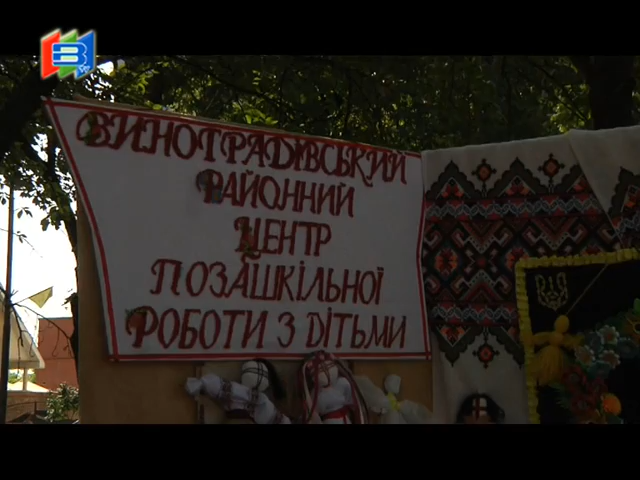 В
ВИНОГРАДІВСЬКИЙ
РАЙОННИЙ
ЦЕНТР
ПОЗАШКІЛЬНОЇ
РОБОТИ З ДІТЬМИ